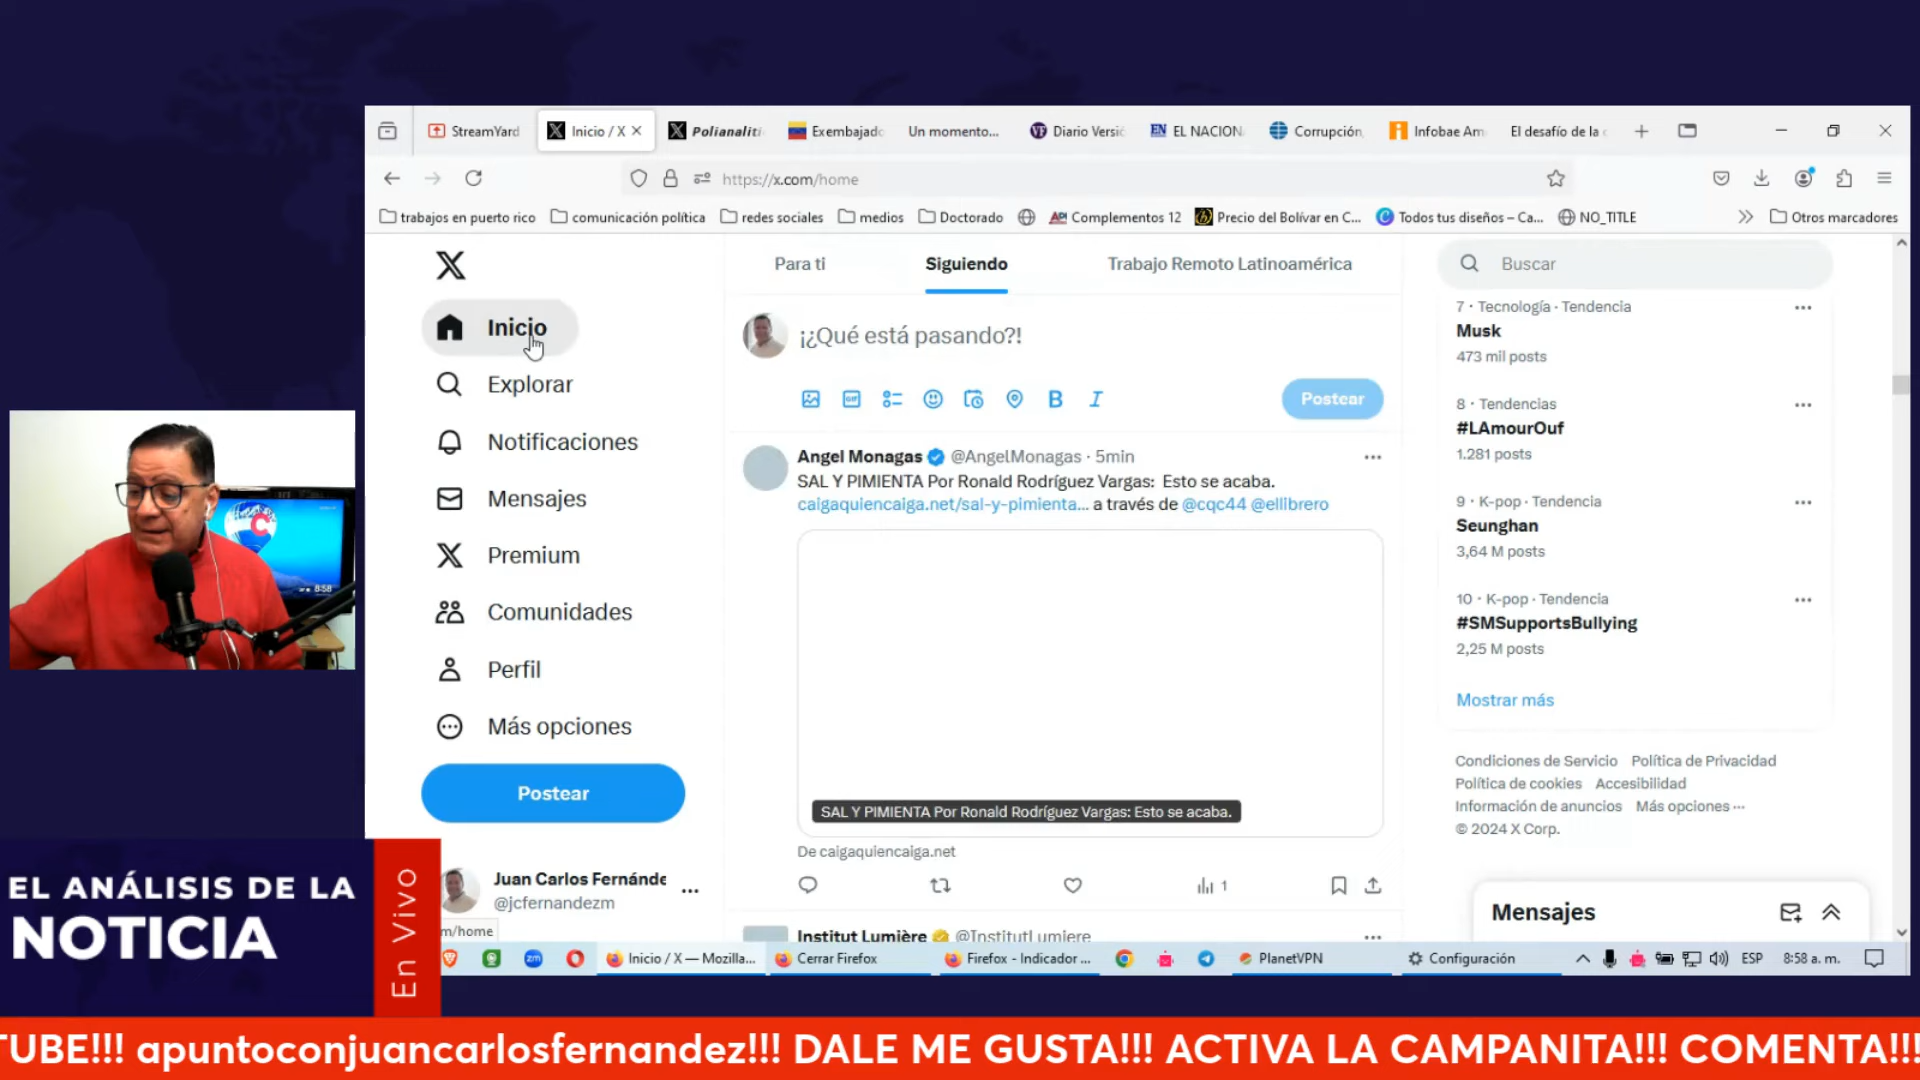 StreamYard
Inicio / X
Polianaliti
Exembajado
Un momento...
Diario Versió
EL NACION
Corrupción,
Infobae Am
El desafío de la
https://x.com/home
trabajos en puerto rico
comunicación política
redes sociales
medios
Doctorado
Complementos 12
Precio del Bolívar en C...
Todos tus diseños – Ca...
NO_TITLE
Otros marcadores
Inicio
Explorar
Notificaciones
Mensajes
Premium
Comunidades
Perfil
Más opciones
Postear
Juan Carlos Fernánde
@jcfernandezm
m/home
Para ti
Siguiendo
Trabajo Remoto Latinoamérica
¡¿Qué está pasando?!
GIF
B I
Postear
Angel Monagas @AngelMonagas · 5min
SAL Y PIMIENTA Por Ronald Rodríguez Vargas: Esto se acaba.
caigaquiencaiga.net/sal-y-pimienta... a través de @cqc44 @ellibrero
SAL Y PIMIENTA Por Ronald Rodríguez Vargas: Esto se acaba.
De caigaquiencaiga.net
1
Institut Lumière @InstitutLumiere
Buscar
7 · Tecnología · Tendencia
Musk
473 mil posts
8 · Tendencias
#LAmourOuf
1.281 posts
9 · K-pop · Tendencia
Seunghan
3,64 M posts
10 · K-pop · Tendencia
#SMSupportsBullying
2,25 M posts
Mostrar más
Condiciones de Servicio Política de Privacidad
Política de cookies Accesibilidad
Información de anuncios Más opciones ···
© 2024 X Corp.
Mensajes
zm
Inicio / X — Mozilla...
Cerrar Firefox
Firefox - Indicador ...
PlanetVPN
Configuración
ESP
8:58 a. m.
8:58
EL ANÁLISIS DE LA
NOTICIA
En Vivo
TUBE!!! apuntoconjuancarlosfernandez!!! DALE ME GUSTA!!! ACTIVA LA CAMPANITA!!! COMENTA!!!